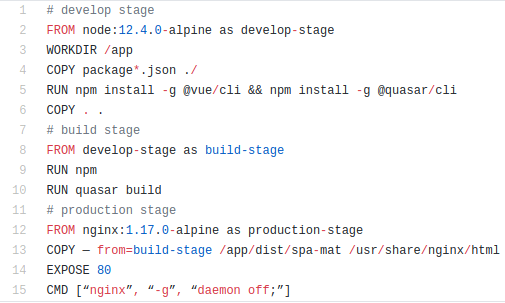 1 # develop stage
2 FROM node:12.4.0-alpine as develop-stage
3 WORKDIR /app
4 COPY package*.json ./
5 RUN npm install -g @vue/cli && npm install -g @quasar/cli
6 COPY . .
7 # build stage
8 FROM develop-stage as build-stage
9 RUN npm
10 RUN quasar build
11 # production stage
12 FROM nginx:1.17.0-alpine as production-stage
13 COPY — from=build-stage /app/dist/spa-mat /usr/share/nginx/html
14 EXPOSE 80
15 CMD [“nginx”, “-g”, “daemon off;”]